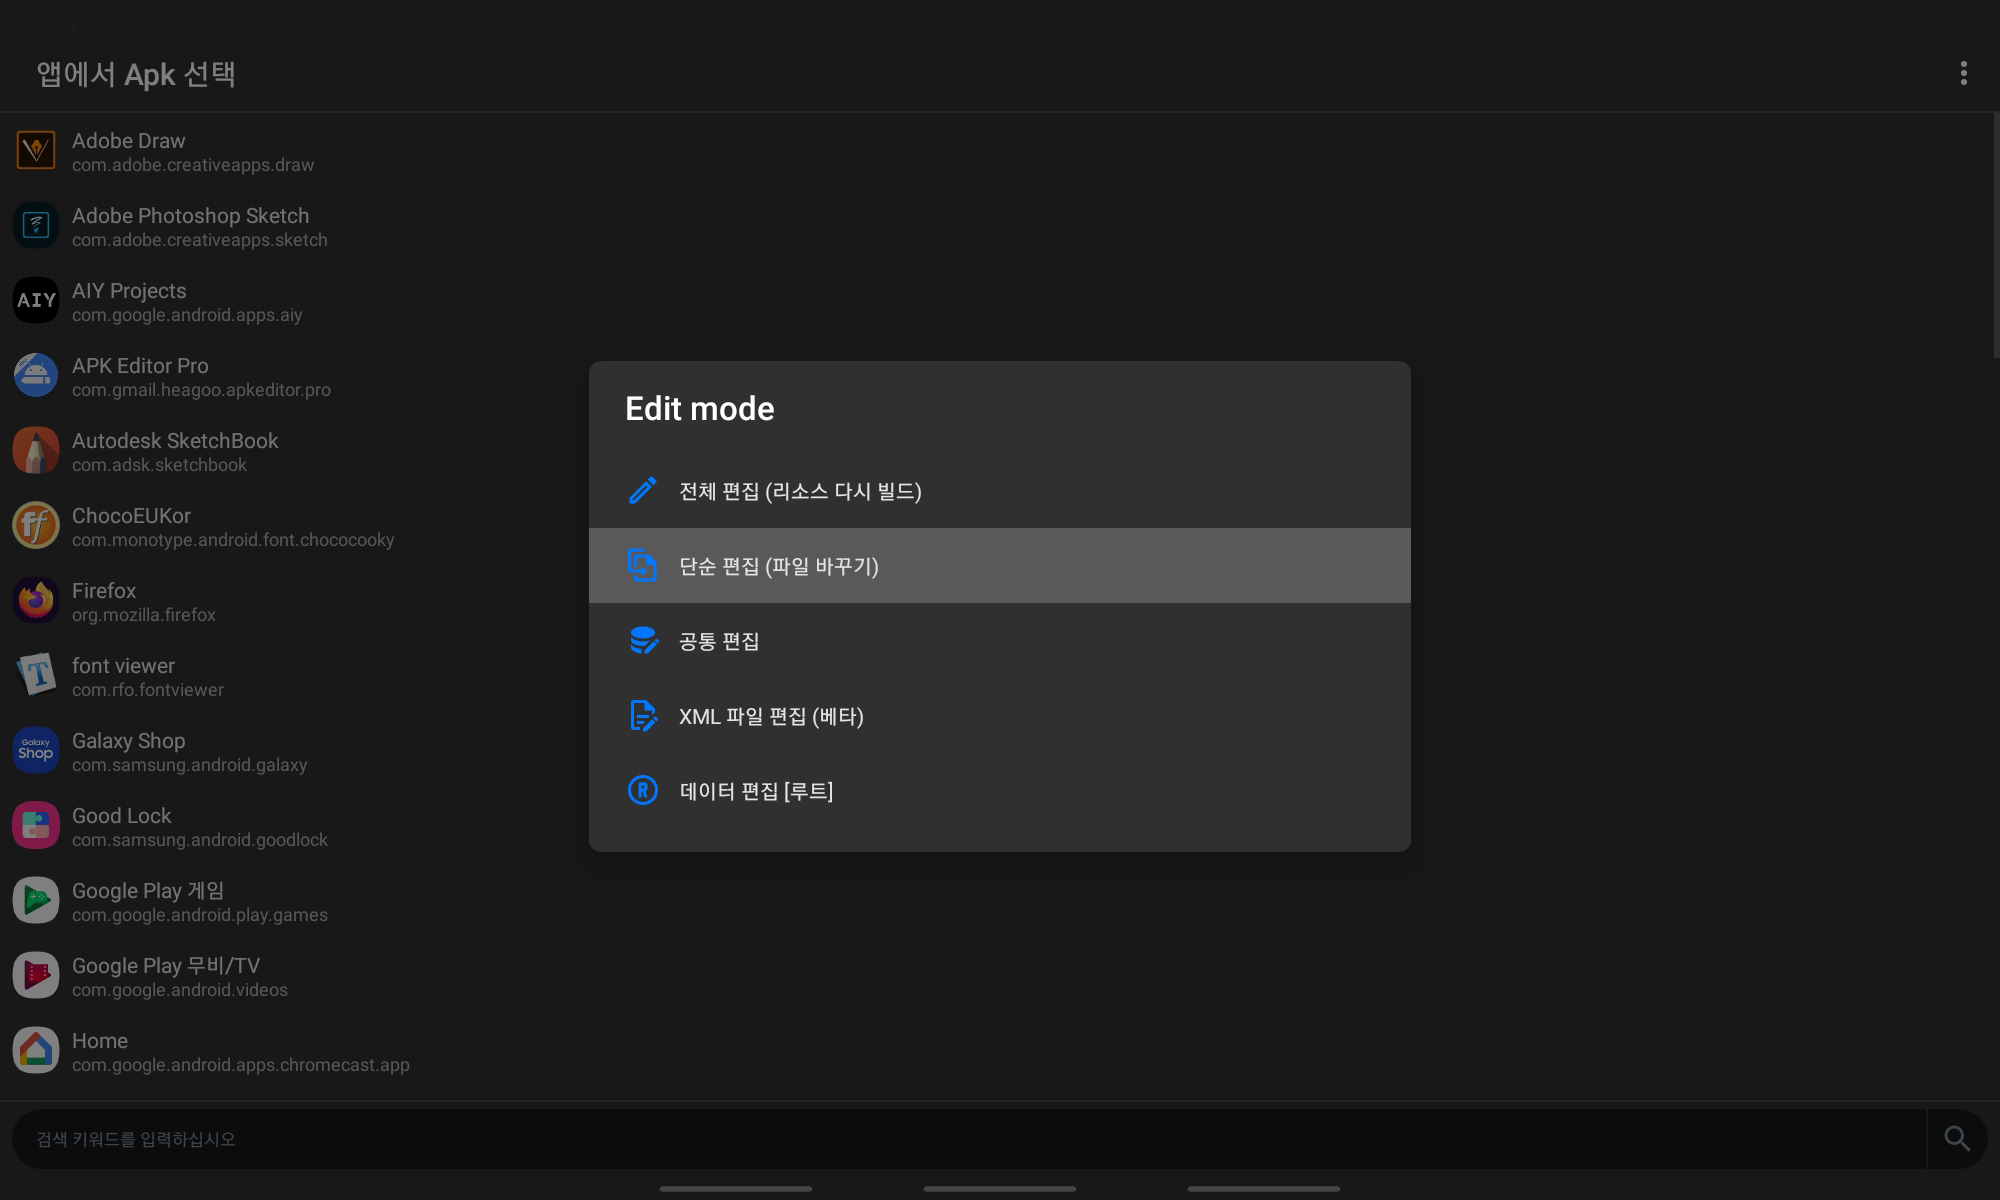 앱에서 Apk 선택
Adobe Draw
com.adobe.creativeapps.draw
Adobe Photoshop Sketch
com.adobe.creativeapps.sketch
AIY
AIY Projects
com.google.android.apps.aiy
APK Editor Pro
com.gmail.heagoo.apkeditor.pro
Autodesk SketchBook
com.adsk.sketchbook
ff
ChocoEUKor
com.monotype.android.font.chococooky
Firefox
org.mozilla.firefox
T
font viewer
com.rfo.fontviewer
Galaxy
Shop
Galaxy Shop
com.samsung.android.galaxy
Good Lock
com.samsung.android.goodlock
Google Play 게임
com.google.android.play.games
Google Play 무비/TV
com.google.android.videos
Home
com.google.android.apps.chromecast.app
Edit mode
전체 편집 (리소스 다시 빌드)
단순 편집 (파일 바꾸기)
공통 편집
XML 파일 편집 (베타)
R
데이터 편집 [루트]
검색 키워드를 입력하십시오